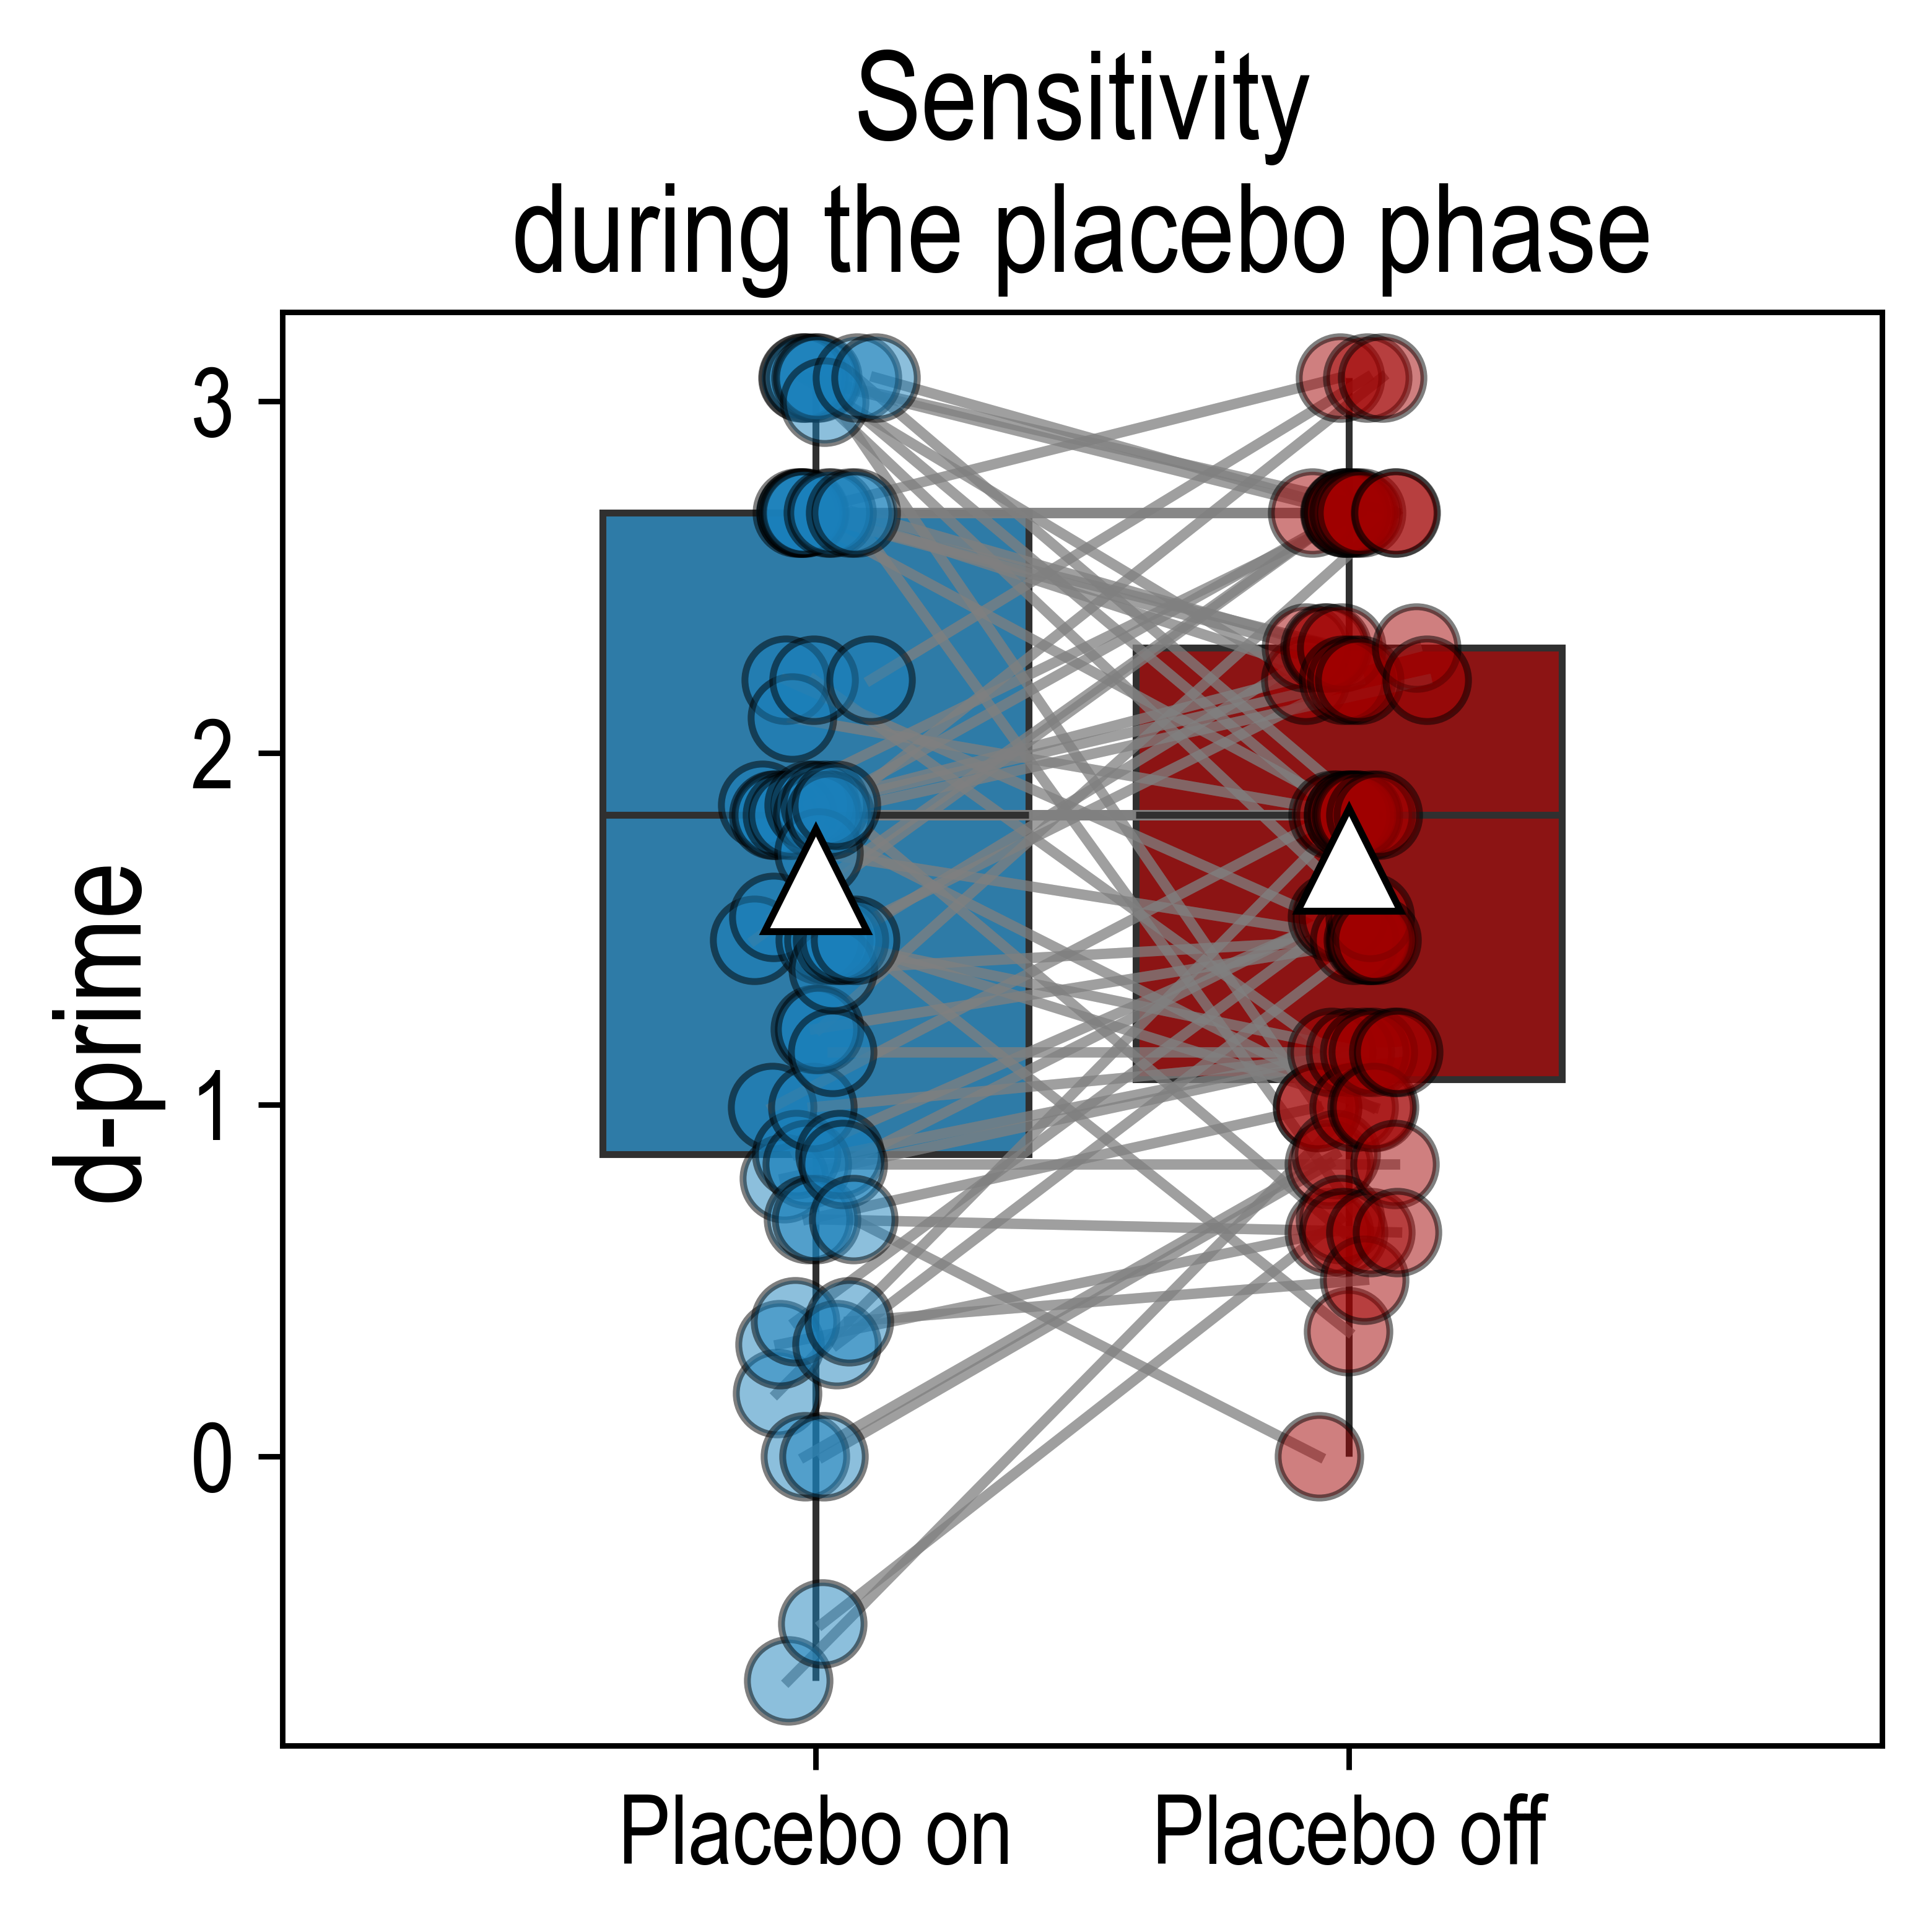 Sensitivity
during the placebo phase
d-prime
3
2
1
0
Placebo on
Placebo off